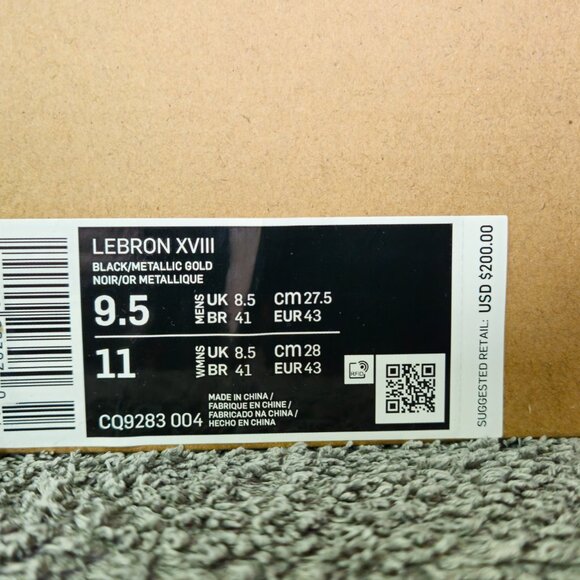 LEBRON XVIII
BLACK/METALLIC GOLD
NOIR/OR METALLIQUE
9.5 MENS UK 8.5 cm 27.5
BR 41 EUR 43
11 WMNS UK 8.5 cm 28
BR 41 EUR 43
RFID
CQ9283 004
MADE IN CHINA /
FABRIQUE EN CHINE /
FABRICADO NA CHINA /
HECHO EN CHINA
SUGGESTED RETAIL: USD $200.00